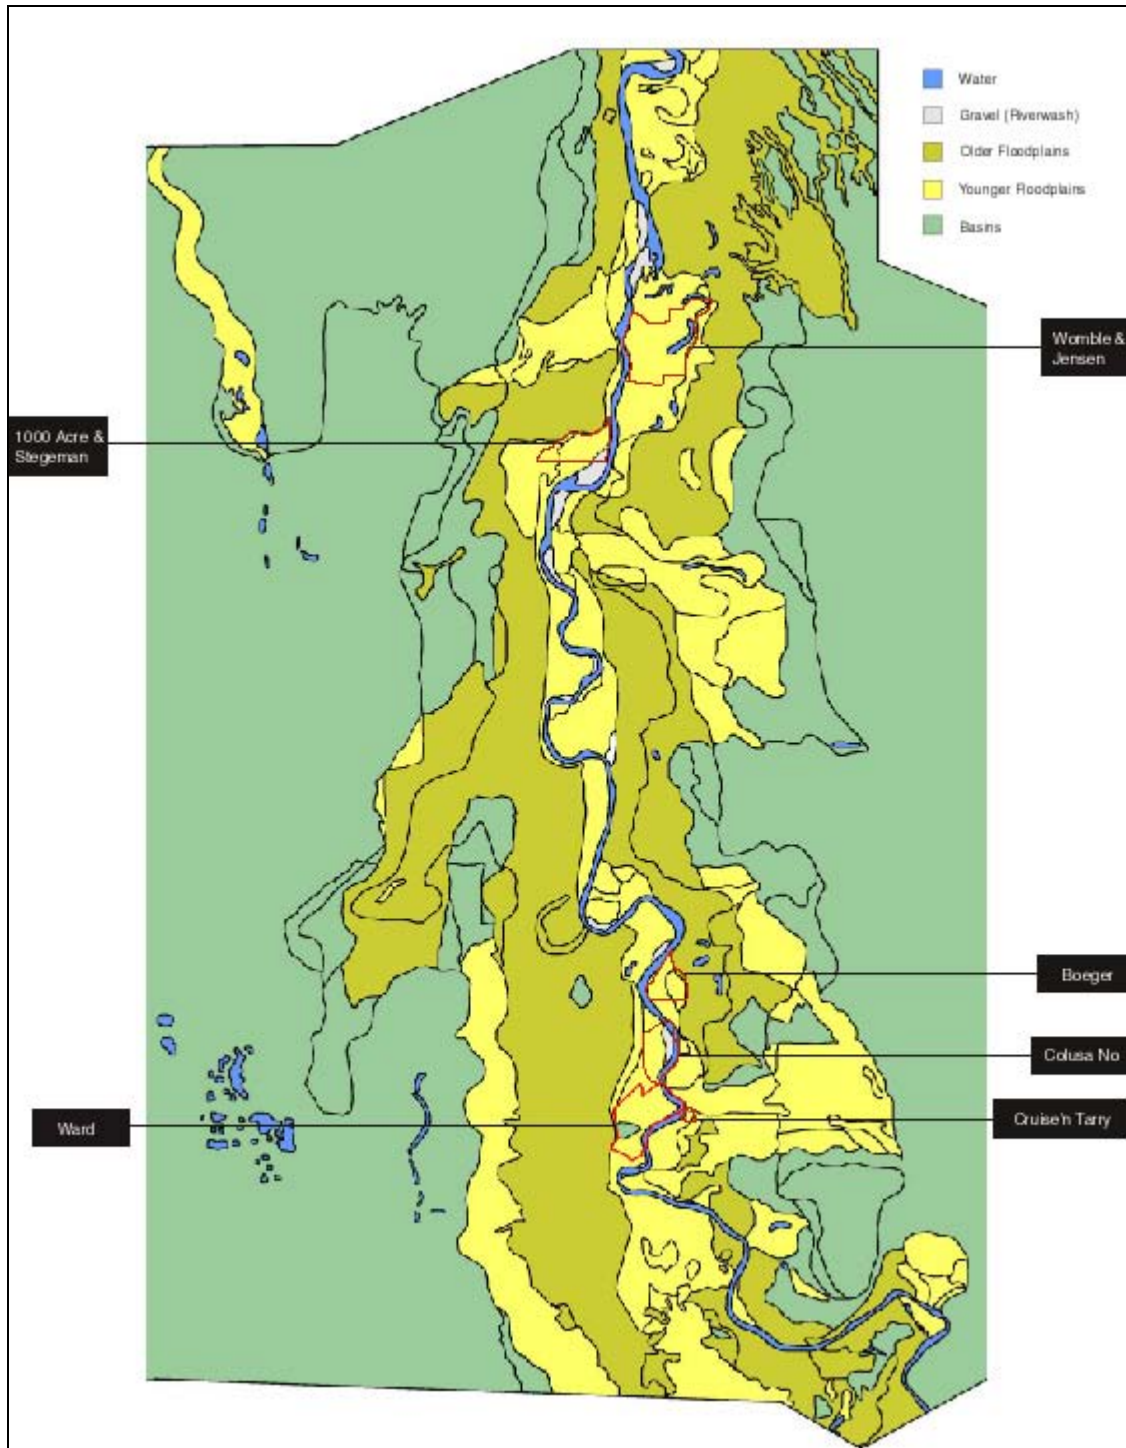 Water
Gravel (Riverwash)
Older Floodplains
Younger Floodplains
Basins
Womble &
Jensen
1000 Acre &
Stegeman
Boeger
Colusa No
Cruise'n Tarry
Ward